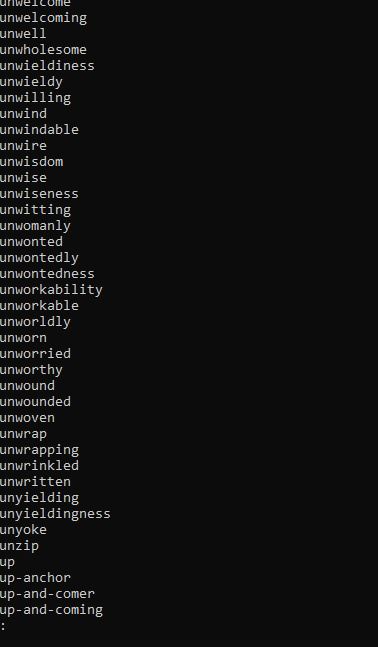 unwelcome
unwelcoming
unwell
unwholesome
unwieldiness
unwieldy
unwilling
unwind
unwindable
unwire
unwisdom
unwise
unwiseness
unwitting
unwomanly
unwonted
unwontedly
unwontedness
unworkability
unworkable
unworldly
unworn
unworried
unworthy
unwound
unwounded
unwoven
unwrap
unwrapping
unwrinkled
unwritten
unyielding
unyieldingness
unyoke
unzip
up
up-anchor
up-and-comer
up-and-coming
: